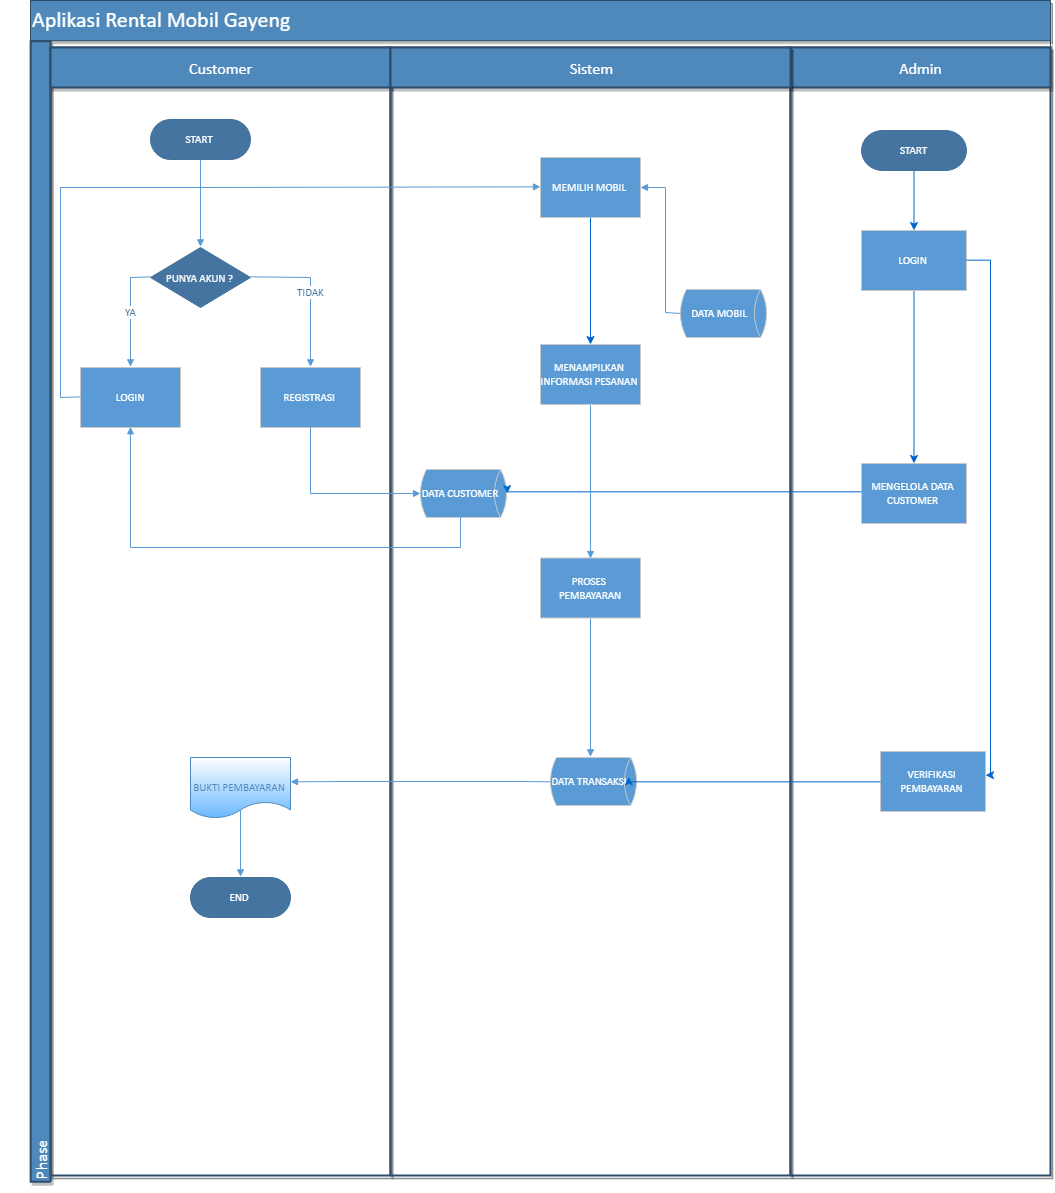 Aplikasi Rental Mobil Gayeng
Customer
Sistem
Admin
START
START
MEMILIH MOBIL
LOGIN
PUNYA AKUN ?
TIDAK
YA
DATA MOBIL
MENAMPILKAN
INFORMASI PESANAN
LOGIN
REGISTRASI
DATA CUSTOMER
MENGELOLA DATA
CUSTOMER
PROSES
PEMBAYARAN
BUKTI PEMBAYARAN
DATA TRANSAKSI
VERIFIKASI
PEMBAYARAN
END
Phase